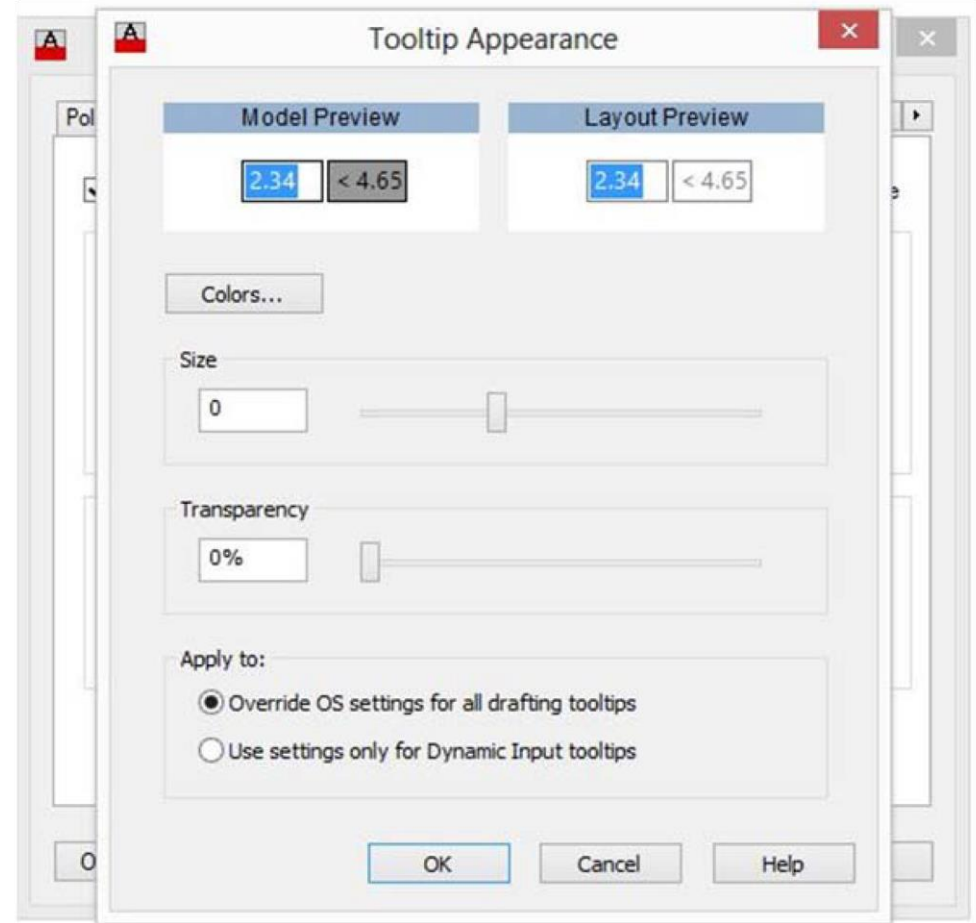 Tooltip Appearance
Pol
Model Preview
Layout Preview
2.34 < 4.65
2.34 < 4.65
e
Colors...
Size
0
Transparency
0%
Apply to:
Override OS settings for all drafting tooltips
Use settings only for Dynamic Input tooltips
O
OK Cancel Help